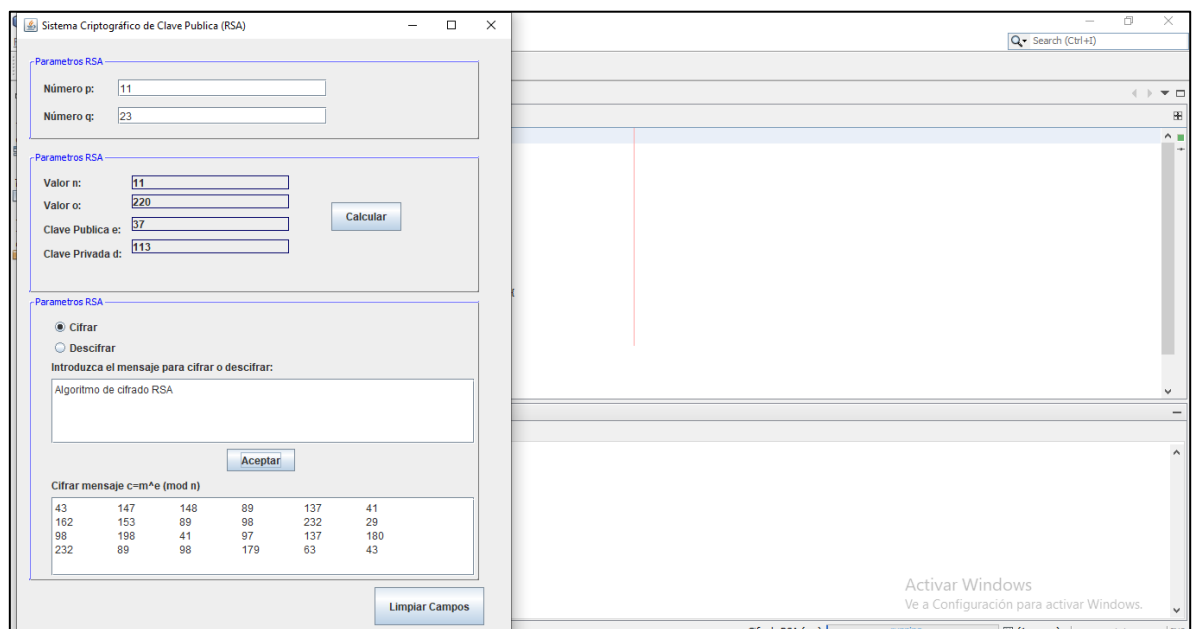 Sistema Criptográfico de Clave Publica (RSA)
Search (Ctrl+I)
Parametros RSA
Número p: 11
Número q: 23
Parametros RSA
Valor n: 11
Valor o: 220
Clave Publica e: 37
Clave Privada d: 113
Calcular
Parametros RSA
Cifrar
Descifrar
Introduzca el mensaje para cifrar o descifrar:
Algoritmo de cifrado RSA
Aceptar
Cifrar mensaje c=m^e (mod n)
43 147 148 89 137 41
162 153 89 98 232 29
98 198 41 97 137 180
232 89 98 179 63 43
Limpiar Campos
Activar Windows
Ve a Configuración para activar Windows.